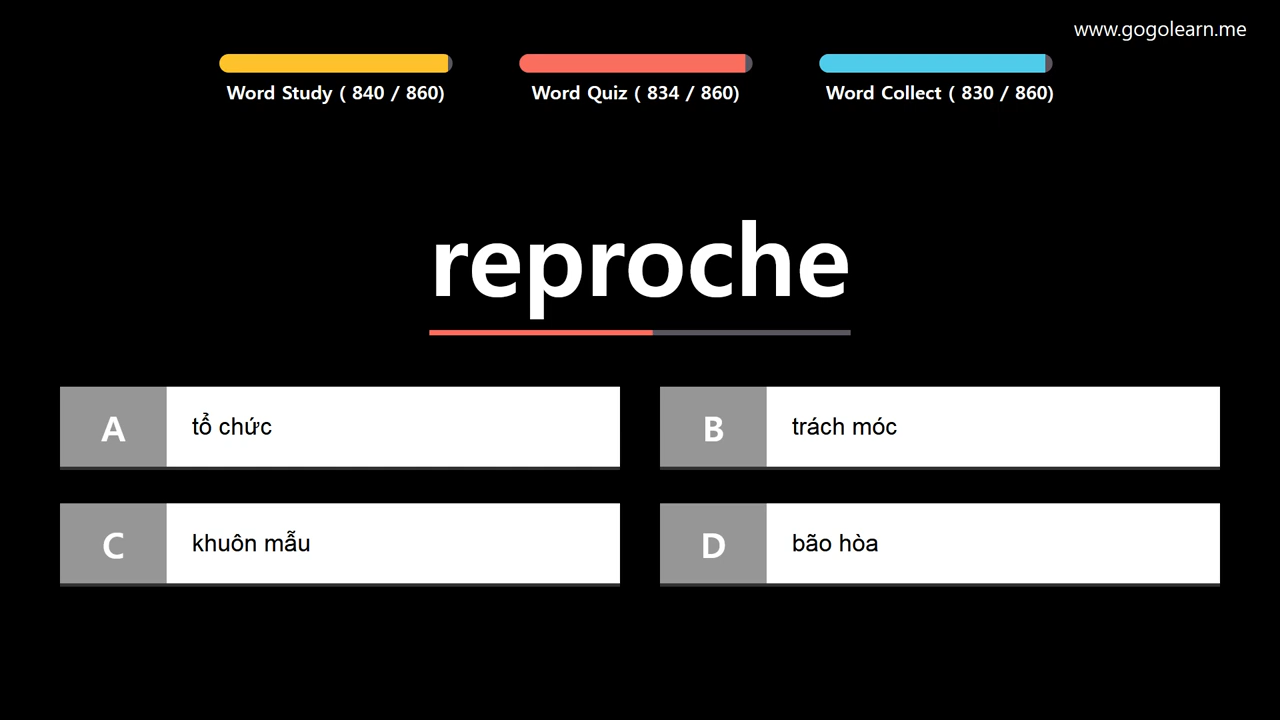 www.gogolearn.me
Word Study ( 840 / 860)
Word Quiz ( 834 / 860)
Word Collect ( 830 / 860)
reproche
A
tổ chức
B
trách móc
C
khuôn mẫu
D
bão hòa